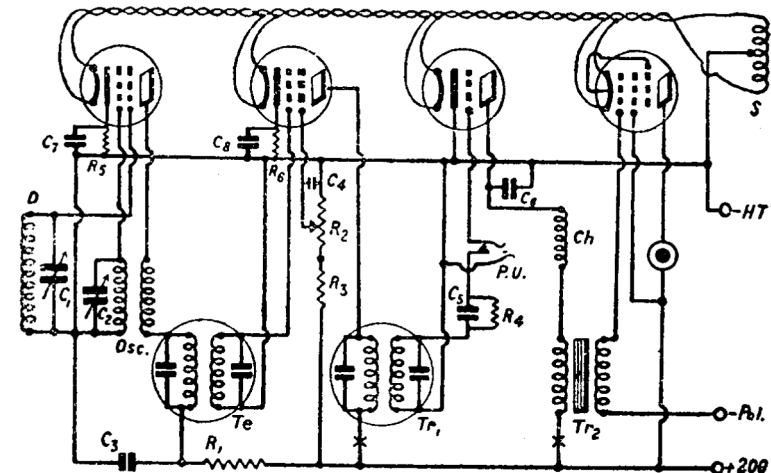 S
C7
R5
C8
R6
C4
R2
R3
C9
-HT
D
C1
C2
Osc.
Ch
P.U.
C5
R4
Te
Tr1
Tr2
-Pol.
C3
R1
+200